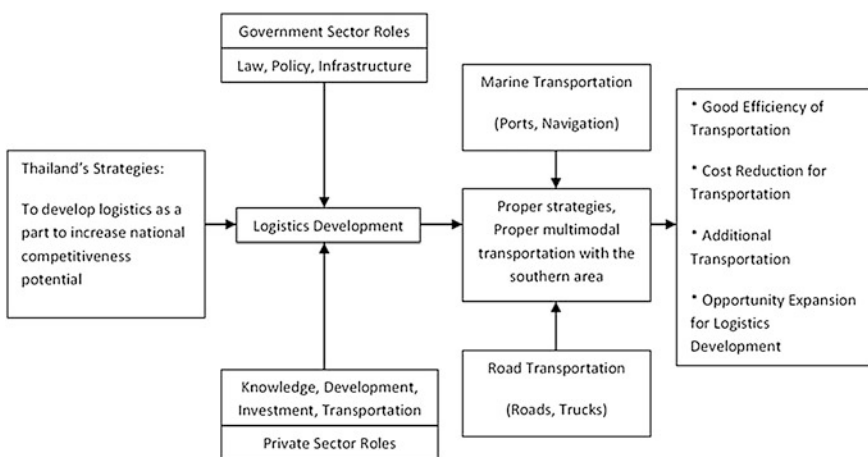 Government Sector Roles
Law, Policy, Infrastructure
Thailand's Strategies:
To develop logistics as a
part to increase national
competitiveness
potential
Logistics Development
Knowledge, Development,
Investment, Transportation
Private Sector Roles
Marine Transportation
(Ports, Navigation)
Proper strategies,
Proper multimodal
transportation with the
southern area
Road Transportation
(Roads, Trucks)
* Good Efficiency of
Transportation
* Cost Reduction for
Transportation
* Additional
Transportation
* Opportunity Expansion
for Logistics
Development